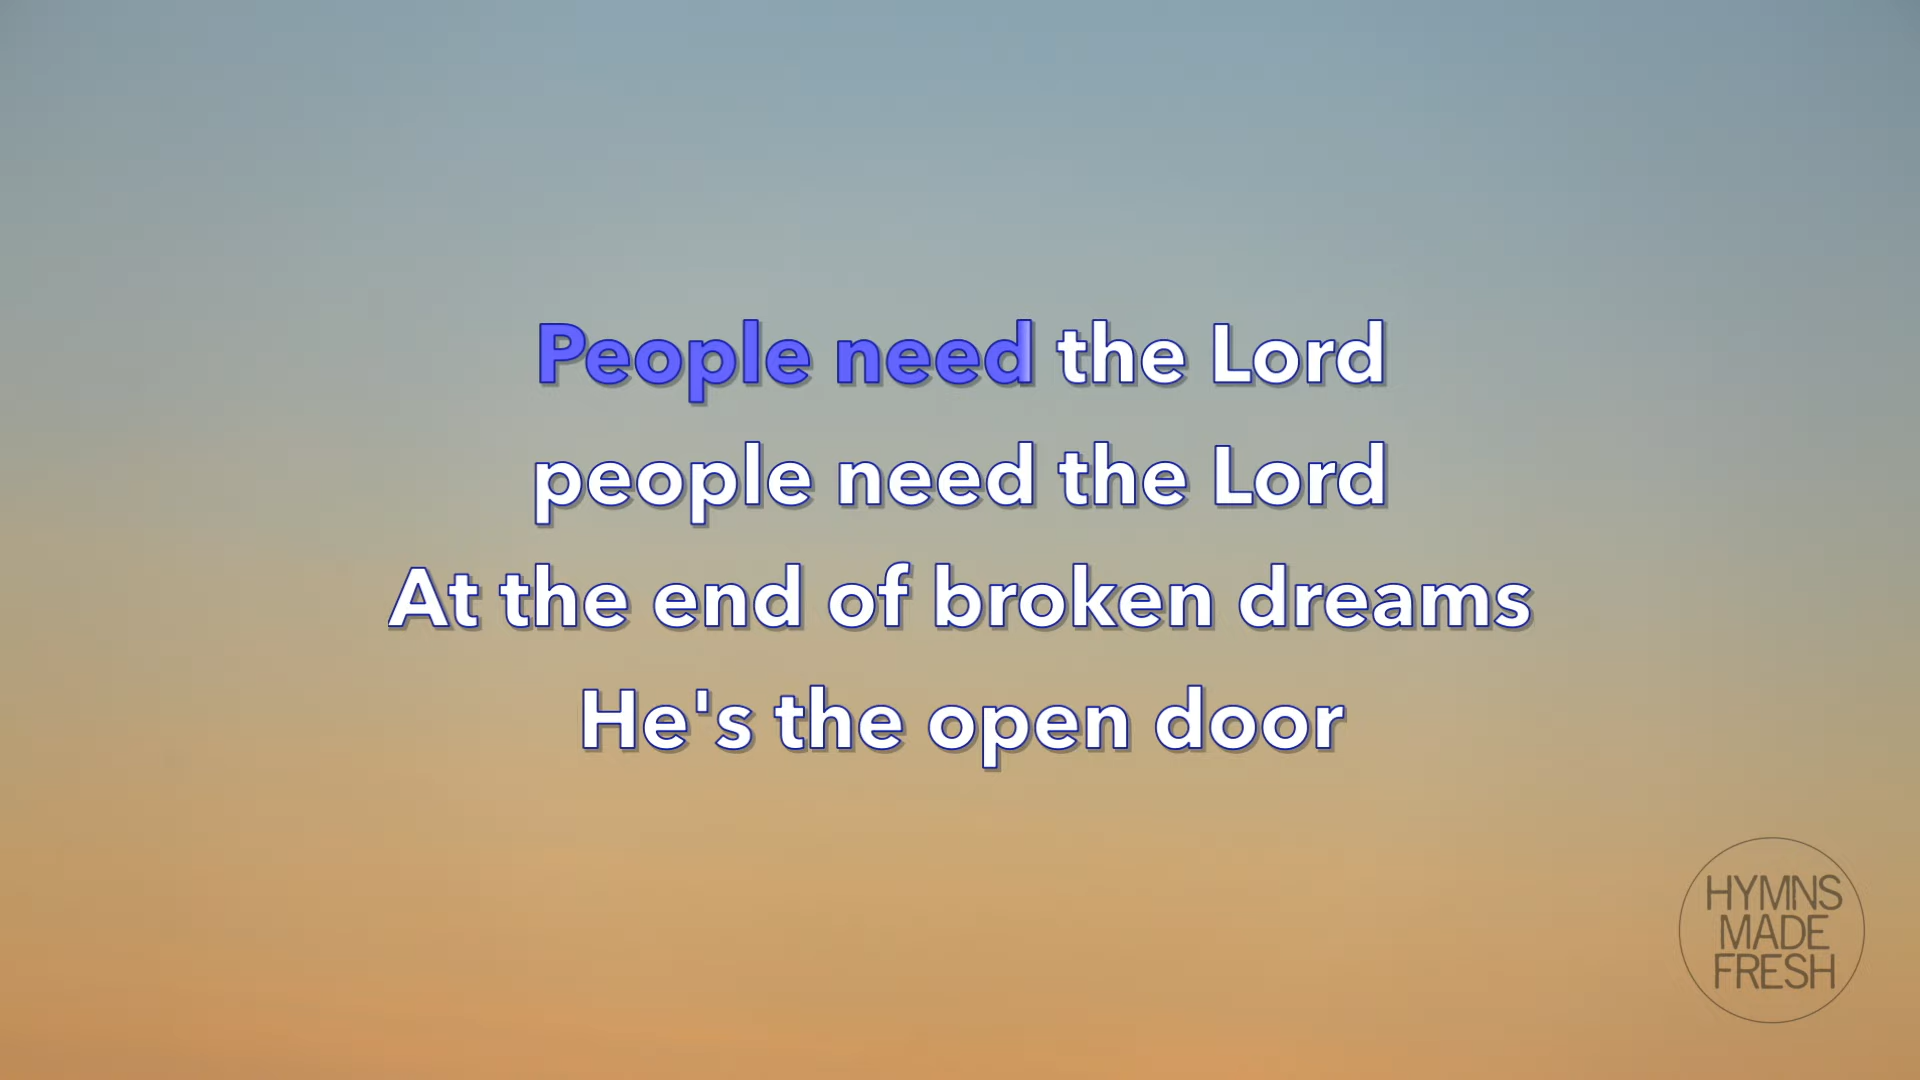 People need the Lord
people need the Lord
At the end of broken dreams
He's the open door
HYMNS
MADE
FRESH